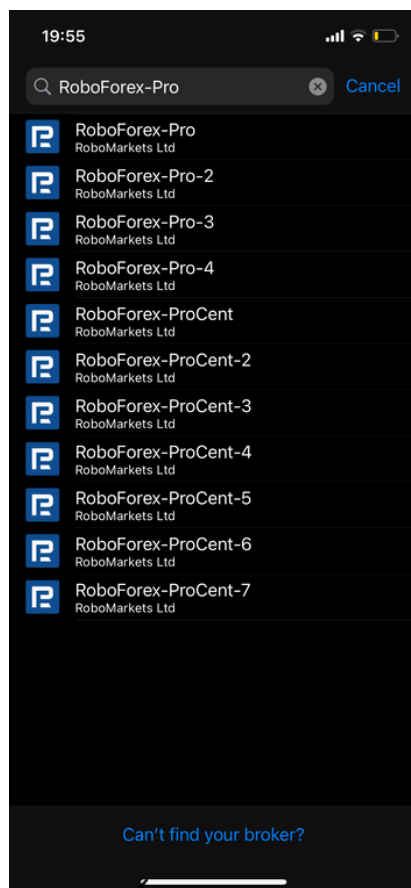 19:55
RoboForex-Pro
Cancel
RoboForex-Pro
RoboMarkets Ltd
RoboForex-Pro-2
RoboMarkets Ltd
RoboForex-Pro-3
RoboMarkets Ltd
RoboForex-Pro-4
RoboMarkets Ltd
RoboForex-ProCent
RoboMarkets Ltd
RoboForex-ProCent-2
RoboMarkets Ltd
RoboForex-ProCent-3
RoboMarkets Ltd
RoboForex-ProCent-4
RoboMarkets Ltd
RoboForex-ProCent-5
RoboMarkets Ltd
RoboForex-ProCent-6
RoboMarkets Ltd
RoboForex-ProCent-7
RoboMarkets Ltd
Can't find your broker?